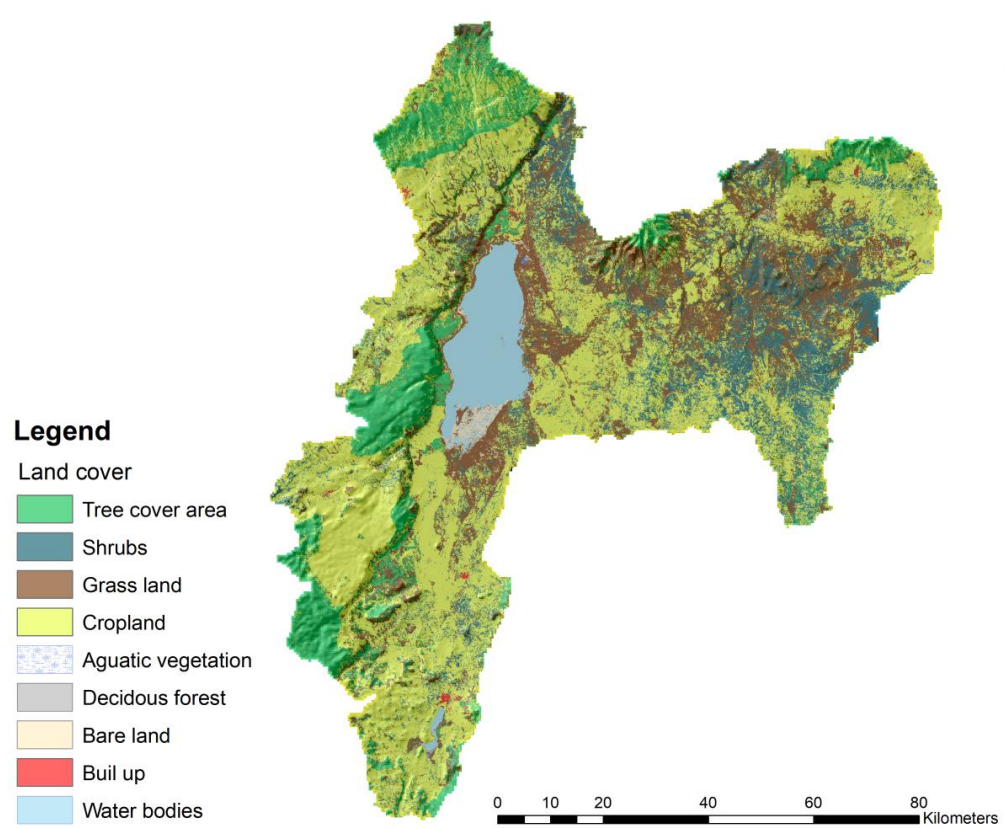 Legend
Land cover
Tree cover area
Shrubs
Grass land
Cropland
Aquatic vegetation
Decidous forest
Bare land
Buil up
Water bodies
0 10 20 40 60 80
Kilometers